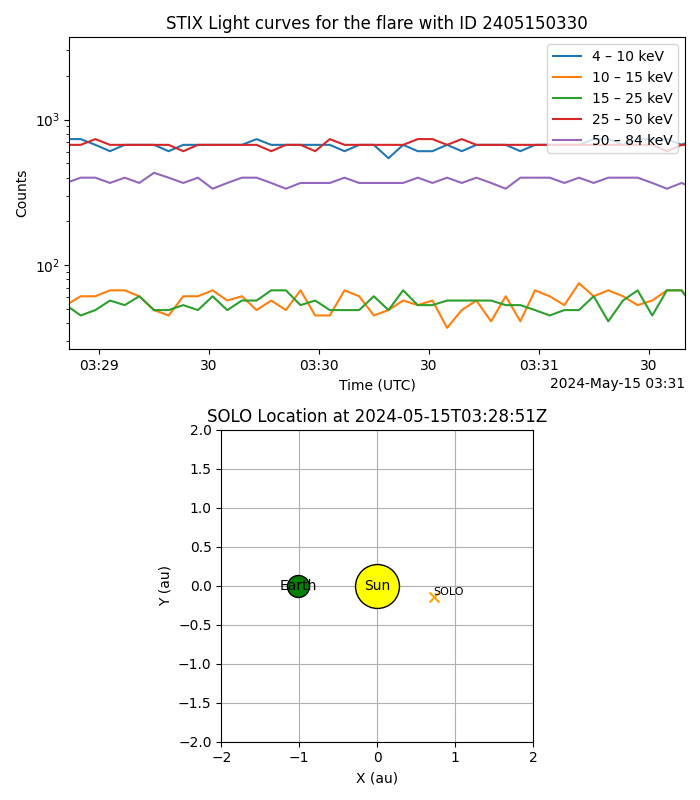 STIX Light curves for the flare with ID 2405150330
4 – 10 keV
10 – 15 keV
15 – 25 keV
25 – 50 keV
50 – 84 keV
10³
10²
Counts
03:29 30 03:30 30 03:31 30
Time (UTC)
2024-May-15 03:31
SOLO Location at 2024-05-15T03:28:51Z
2.0
1.5
1.0
0.5
0.0
−0.5
−1.0
−1.5
−2.0
Y (au)
Earth
Sun
SOLO
−2 −1 0 1 2
X (au)